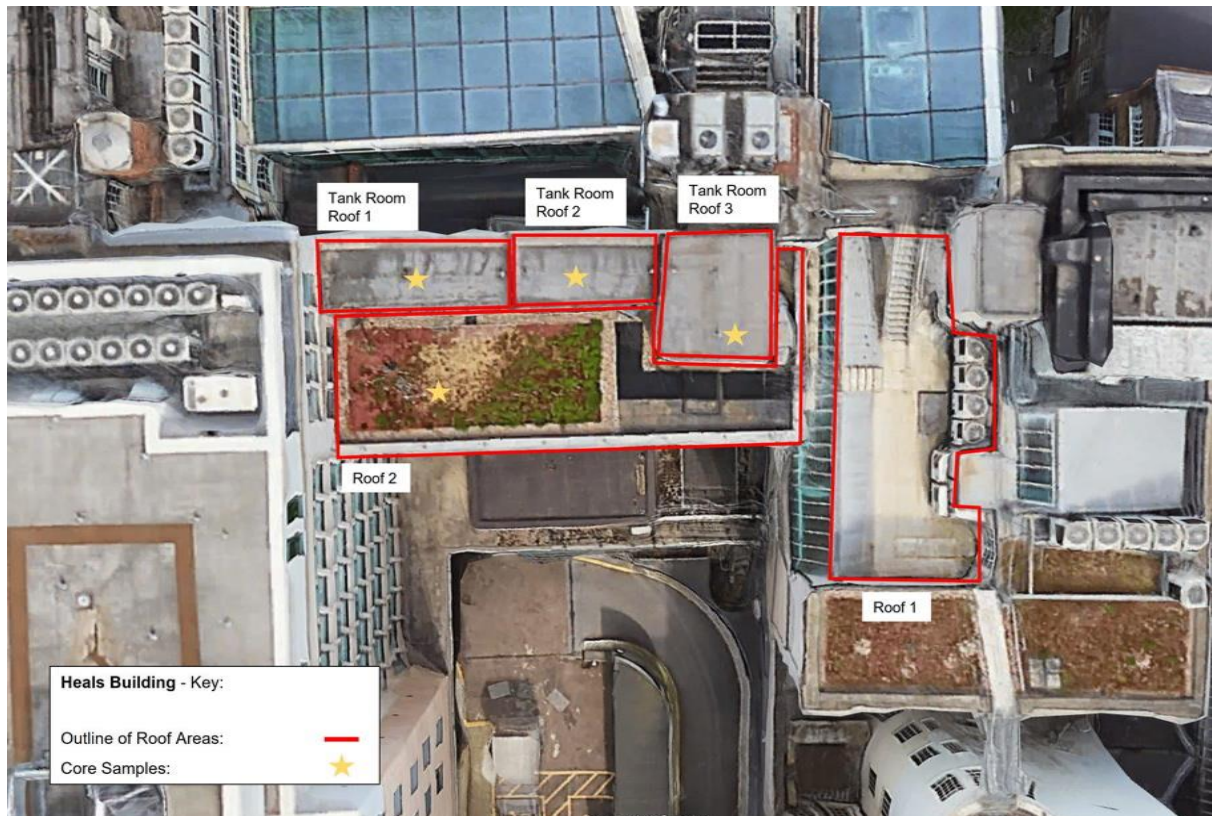 Tank Room
Roof 1
Tank Room
Roof 2
Tank Room
Roof 3
Roof 2
Roof 1
Heals Building - Key:
Outline of Roof Areas:
Core Samples: